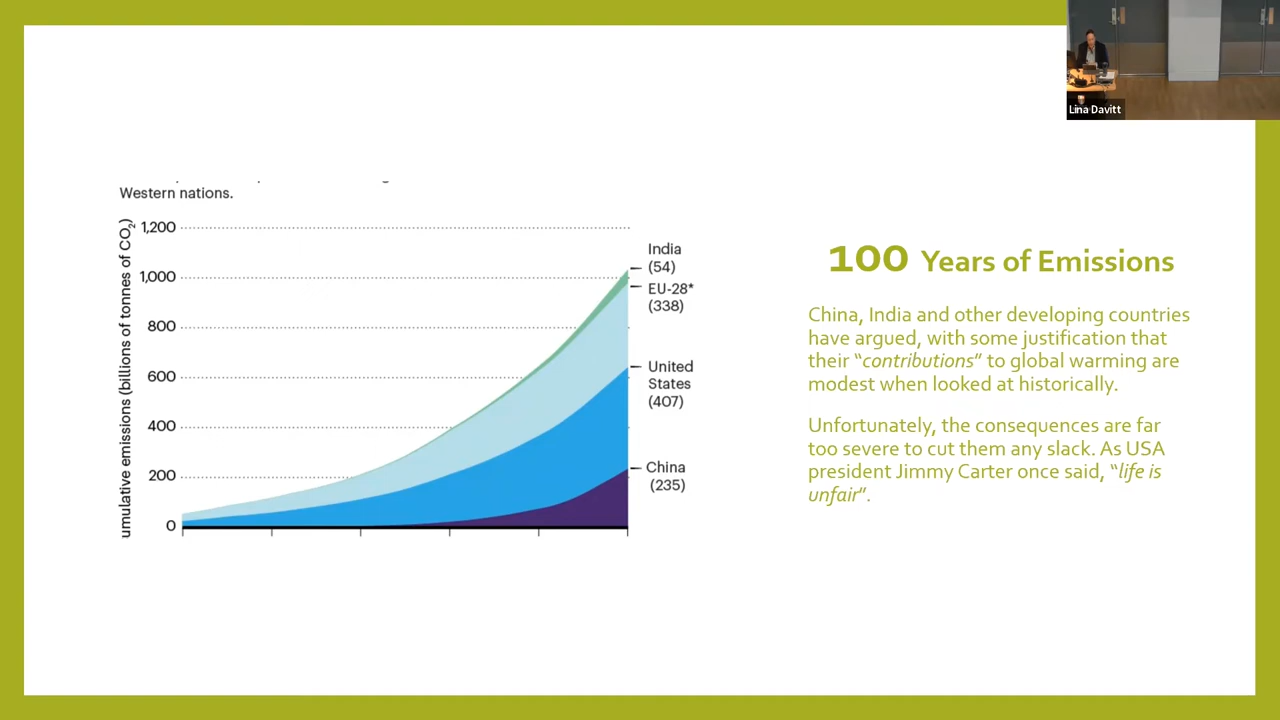 Lina Davitt
Western nations.
umulative emissions (billions of tonnes of CO₂)
1,200
1,000
800
600
400
200
0
India
(54)
EU-28*
(338)
United
States
(407)
China
(235)
100 Years of Emissions
China, India and other developing countries
have argued, with some justification that
their “contributions” to global warming are
modest when looked at historically.
Unfortunately, the consequences are far
too severe to cut them any slack. As USA
president Jimmy Carter once said, “life is
unfair”.